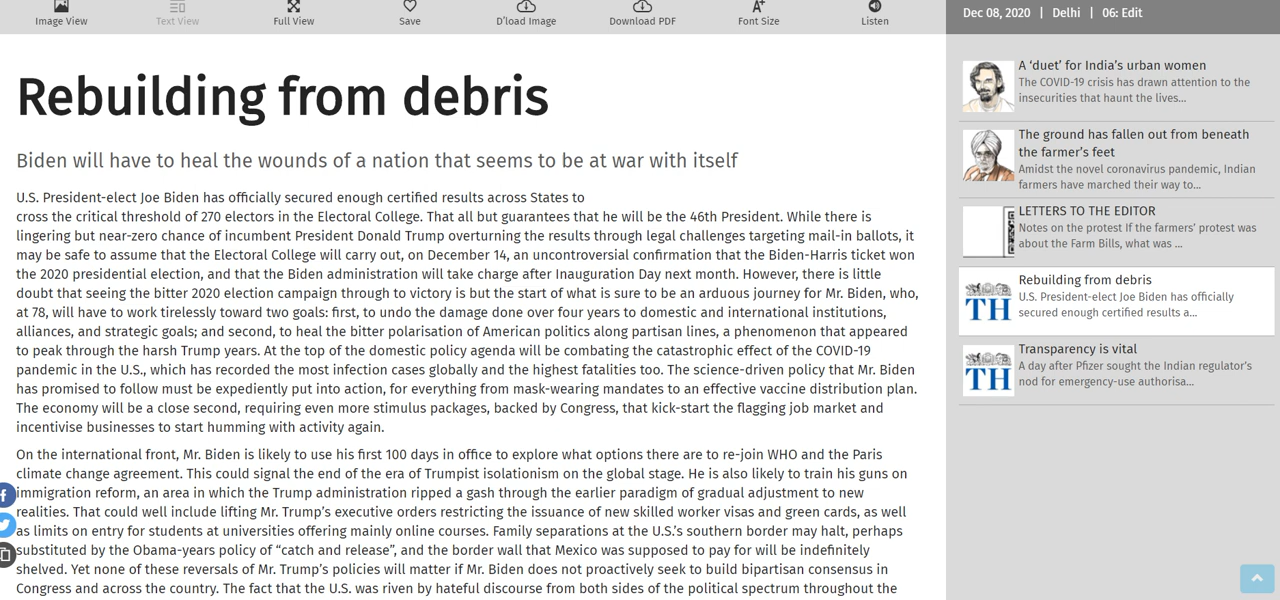 Image View
Text View
Full View
Save
D'load Image
Download PDF
Font Size
Listen
Dec 08, 2020 | Delhi | 06: Edit
Rebuilding from debris
Biden will have to heal the wounds of a nation that seems to be at war with itself
U.S. President-elect Joe Biden has officially secured enough certified results across States to
cross the critical threshold of 270 electors in the Electoral College. That all but guarantees that he will be the 46th President. While there is
lingering but near-zero chance of incumbent President Donald Trump overturning the results through legal challenges targeting mail-in ballots, it
may be safe to assume that the Electoral College will carry out, on December 14, an uncontroversial confirmation that the Biden-Harris ticket won
the 2020 presidential election, and that the Biden administration will take charge after Inauguration Day next month. However, there is little
doubt that seeing the bitter 2020 election campaign through to victory is but the start of what is sure to be an arduous journey for Mr. Biden, who,
at 78, will have to work tirelessly toward two goals: first, to undo the damage done over four years to domestic and international institutions,
alliances, and strategic goals; and second, to heal the bitter polarisation of American politics along partisan lines, a phenomenon that appeared
to peak through the harsh Trump years. At the top of the domestic policy agenda will be combating the catastrophic effect of the COVID-19
pandemic in the U.S., which has recorded the most infection cases globally and the highest fatalities too. The science-driven policy that Mr. Biden
has promised to follow must be expediently put into action, for everything from mask-wearing mandates to an effective vaccine distribution plan.
The economy will be a close second, requiring even more stimulus packages, backed by Congress, that kick-start the flagging job market and
incentivise businesses to start humming with activity again.
On the international front, Mr. Biden is likely to use his first 100 days in office to explore what options there are to re-join WHO and the Paris
climate change agreement. This could signal the end of the era of Trumpist isolationism on the global stage. He is also likely to train his guns on
immigration reform, an area in which the Trump administration ripped a gash through the earlier paradigm of gradual adjustment to new
realities. That could well include lifting Mr. Trump's executive orders restricting the issuance of new skilled worker visas and green cards, as well
as limits on entry for students at universities offering mainly online courses. Family separations at the U.S.'s southern border may halt, perhaps
substituted by the Obama-years policy of “catch and release”, and the border wall that Mexico was supposed to pay for will be indefinitely
shelved. Yet none of these reversals of Mr. Trump's policies will matter if Mr. Biden does not proactively seek to build bipartisan consensus in
Congress and across the country. The fact that the U.S. was riven by hateful discourse from both sides of the political spectrum throughout the
A ‘duet’ for India’s urban women
The COVID-19 crisis has drawn attention to the
insecurities that haunt the lives...
The ground has fallen out from beneath
the farmer’s feet
Amidst the novel coronavirus pandemic, Indian
farmers have marched their way to...
LETTERS TO THE EDITOR
Notes on the protest If the farmers’ protest was
about the Farm Bills, what was ...
TH
Rebuilding from debris
U.S. President-elect Joe Biden has officially
secured enough certified results a...
TH
Transparency is vital
A day after Pfizer sought the Indian regulator’s
nod for emergency-use authorisa...